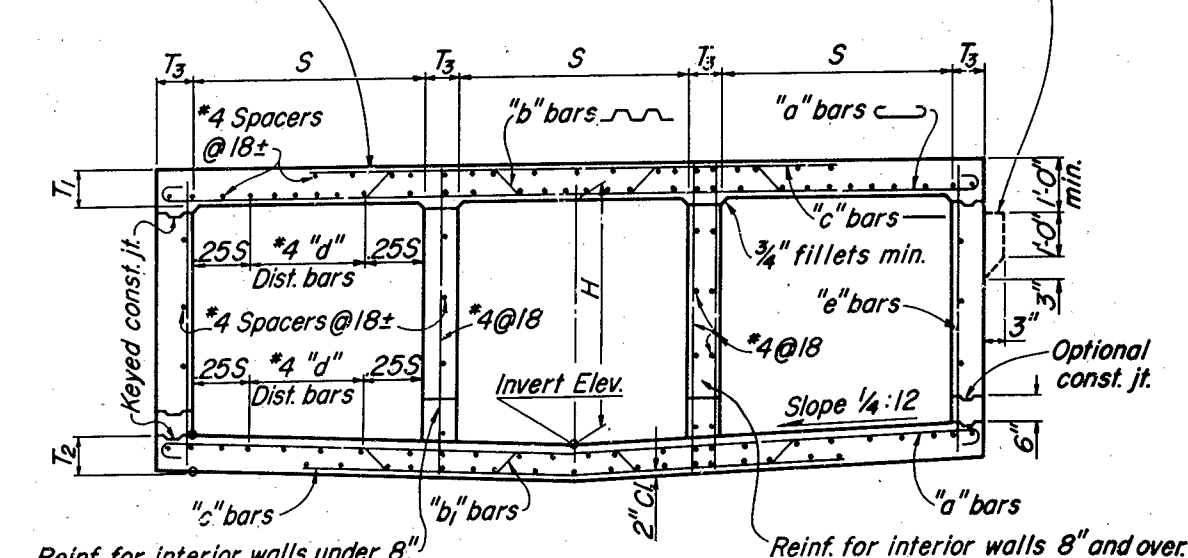 T3 S T3 S T3 S T3
#4 Spacers
@18±
"b" bars
"a" bars
T1
1'-0"
min.
"c" bars
1'-0"
3/4" fillets min.
.25S #4 "d" .25S
Dist. bars
H
Keyed const. jt.
3"
"e" bars
3"
#4 Spacers @18±
#4@18
#4@18
Optional
const. jt.
.25S #4 "d" .25S
Dist. bars
Invert Elev.
Slope 1/4:12
T2
6"
"c" bars
"b1" bars
2" Cl.
"a" bars
Reinf. for interior walls under 8"
Reinf. for interior walls 8" and over.